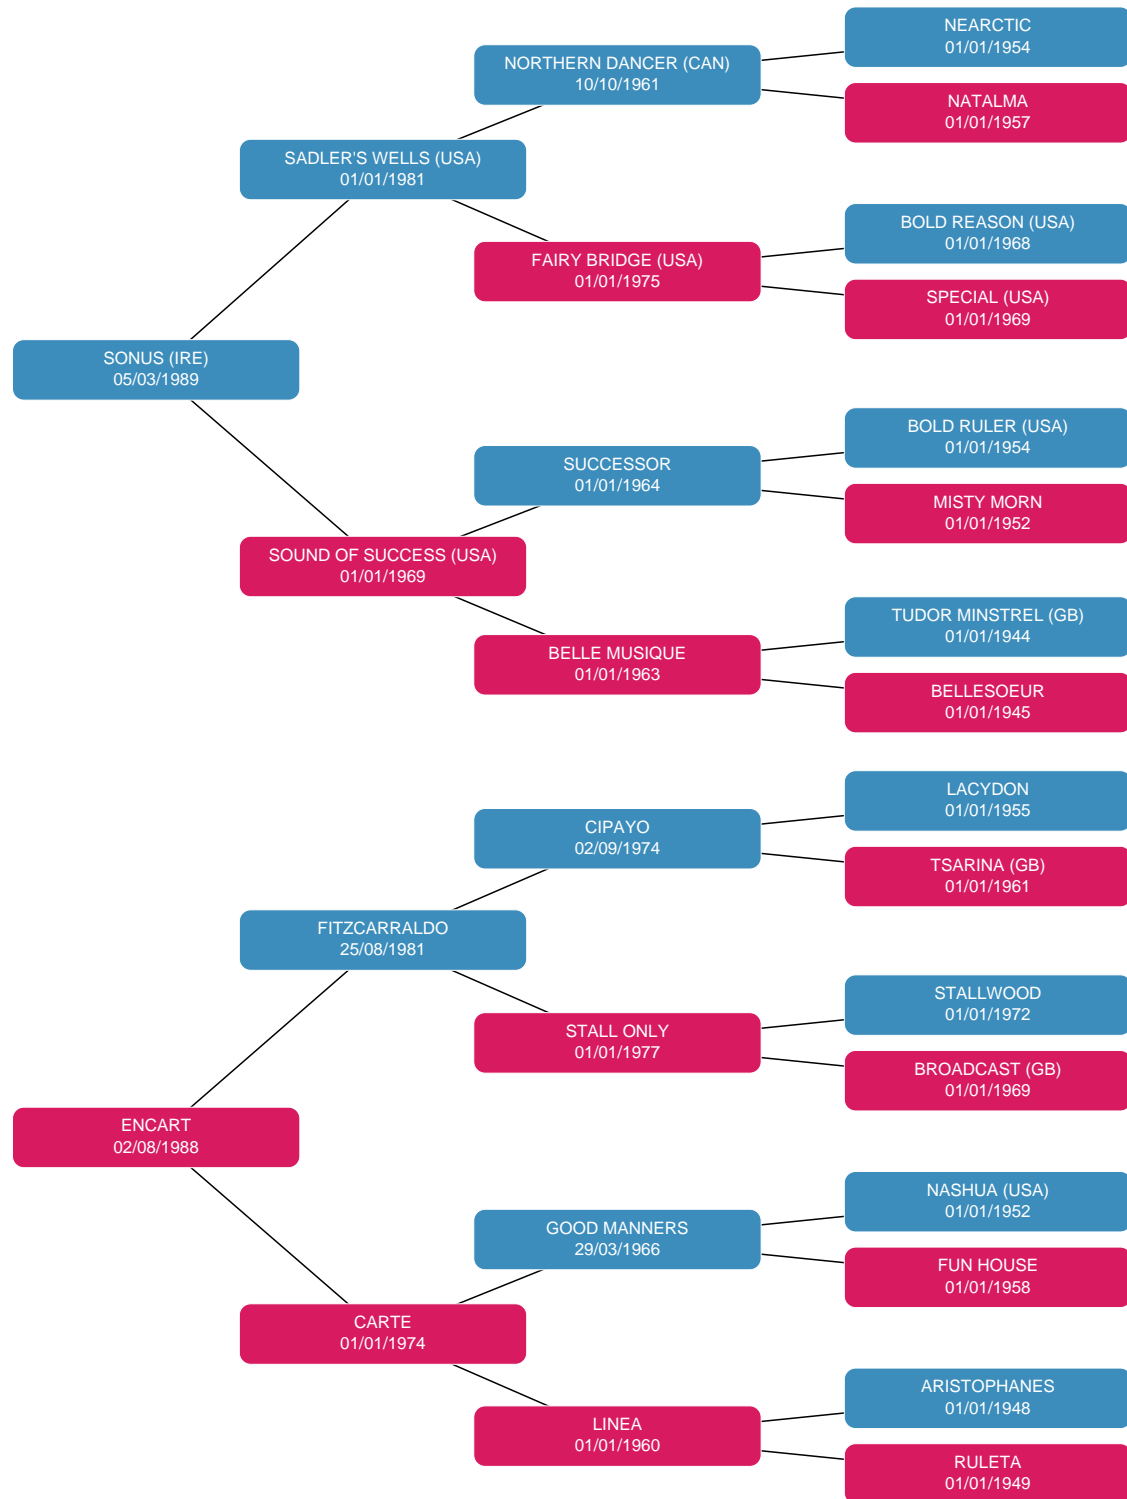 NEARCTIC
01/01/1954
NORTHERN DANCER (CAN)
10/10/1961
NATALMA
01/01/1957
SADLER'S WELLS (USA)
01/01/1981
BOLD REASON (USA)
01/01/1968
FAIRY BRIDGE (USA)
01/01/1975
SPECIAL (USA)
01/01/1969
SONUS (IRE)
05/03/1989
BOLD RULER (USA)
01/01/1954
SUCCESSOR
01/01/1964
MISTY MORN
01/01/1952
SOUND OF SUCCESS (USA)
01/01/1969
TUDOR MINSTREL (GB)
01/01/1944
BELLE MUSIQUE
01/01/1963
BELLESOEUR
01/01/1945
LACYDON
01/01/1955
CIPAYO
02/09/1974
TSARINA (GB)
01/01/1961
FITZCARRALDO
25/08/1981
STALLWOOD
01/01/1972
STALL ONLY
01/01/1977
BROADCAST (GB)
01/01/1969
ENCART
02/08/1988
NASHUA (USA)
01/01/1952
GOOD MANNERS
29/03/1966
FUN HOUSE
01/01/1958
CARTE
01/01/1974
ARISTOPHANES
01/01/1948
LINEA
01/01/1960
RULETA
01/01/1949